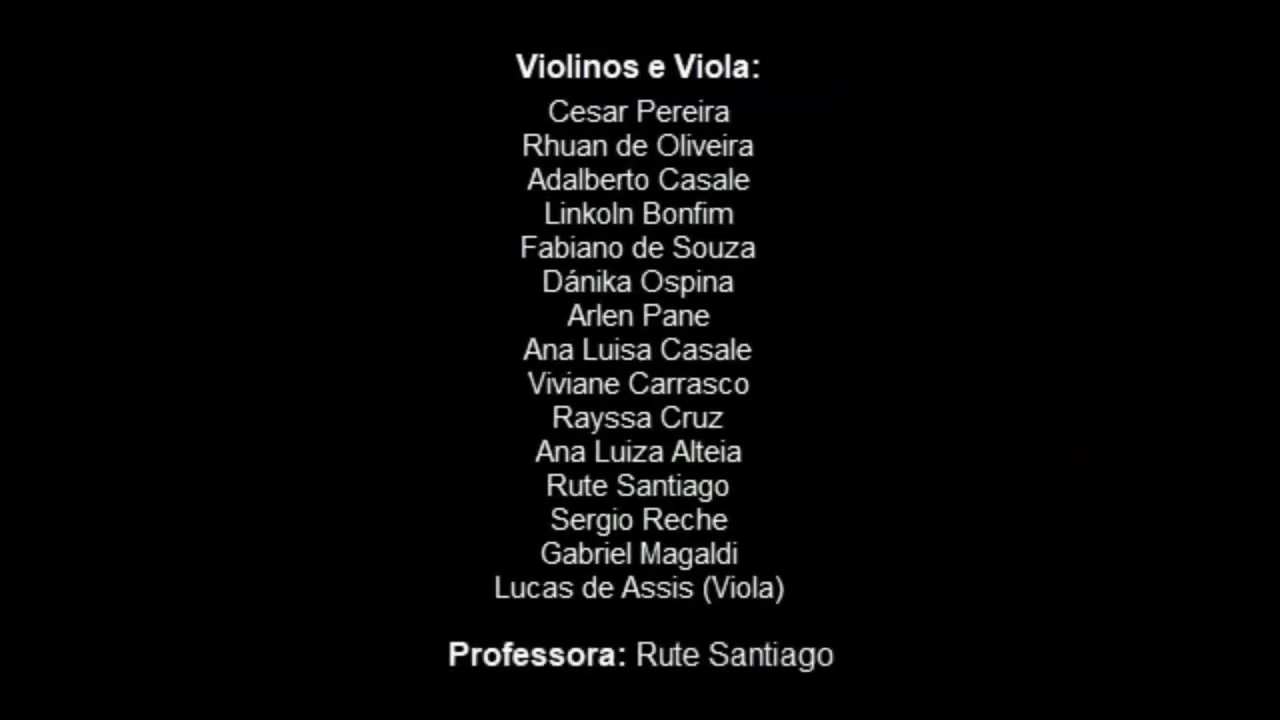 Violinos e Viola:
Cesar Pereira
Rhuan de Oliveira
Adalberto Casale
Linkoln Bonfim
Fabiano de Souza
Dánika Ospina
Arlen Pane
Ana Luisa Casale
Viviane Carrasco
Rayssa Cruz
Ana Luiza Alteia
Rute Santiago
Sergio Reche
Gabriel Magaldi
Lucas de Assis (Viola)
Professora: Rute Santiago